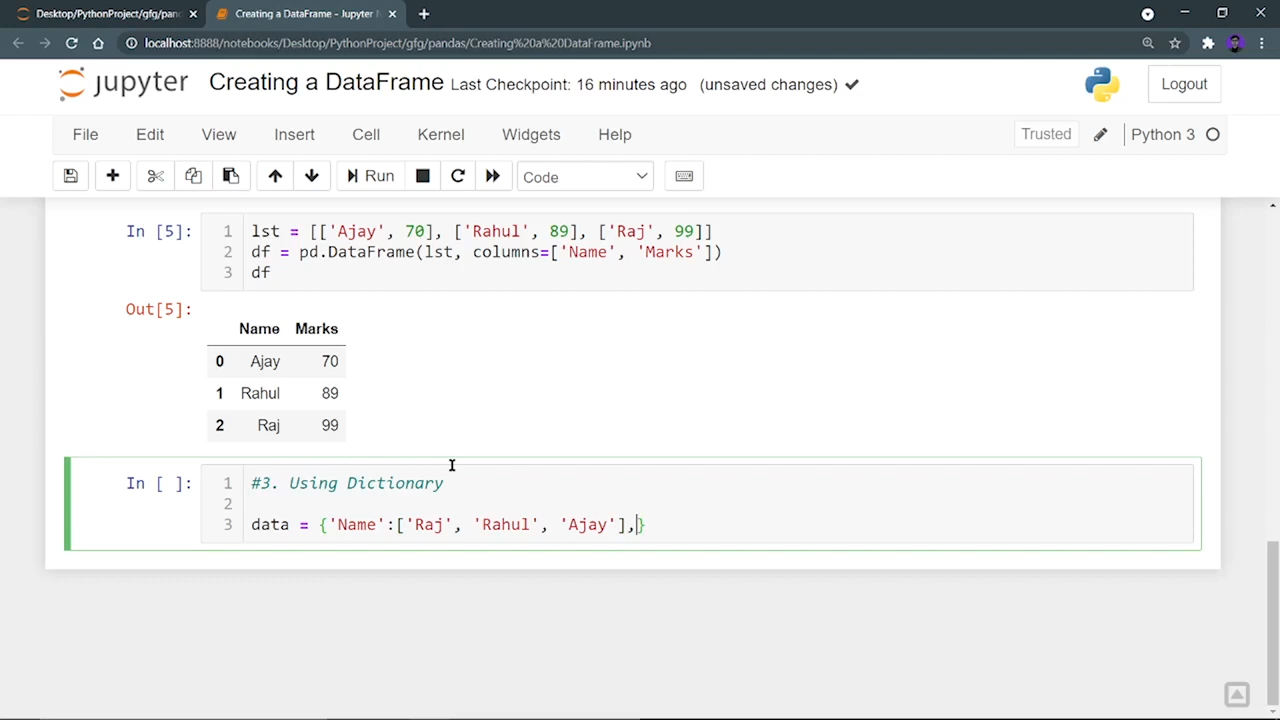 Desktop/PythonProject/gfg/pan
Creating a DataFrame - Jupyter
localhost:8888/notebooks/Desktop/PythonProject/gfg/pandas/Creating%20a%20DataFrame.ipynb
jupyter Creating a DataFrame Last Checkpoint: 16 minutes ago (unsaved changes) Logout
File Edit View Insert Cell Kernel Widgets Help Trusted Python 3
Run Code
In [5]: 1 lst = [['Ajay', 70], ['Rahul', 89], ['Raj', 99]]
2 df = pd.DataFrame(lst, columns=['Name', 'Marks'])
3 df
Out[5]:
Name Marks
0 Ajay 70
1 Rahul 89
2 Raj 99
In [ ]: 1 #3. Using Dictionary
2
3 data = {'Name':['Raj', 'Rahul', 'Ajay'],}